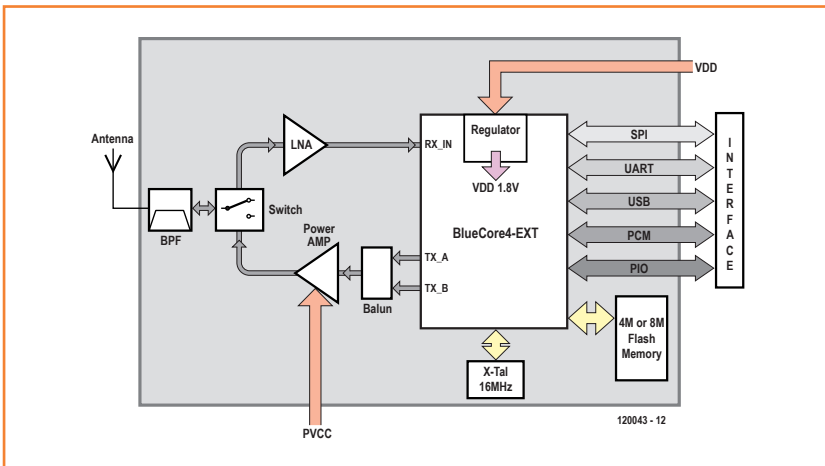 VDD
Antenna
LNA
RX_IN
Regulator
VDD 1.8V
SPI
UART
USB
PCM
PIO
INTERFACE
BPF
Switch
Power
AMP
BlueCore4-EXT
TX_A
TX_B
Balun
X-Tal
16MHz
4M or 8M
Flash
Memory
PVCC
120043 - 12